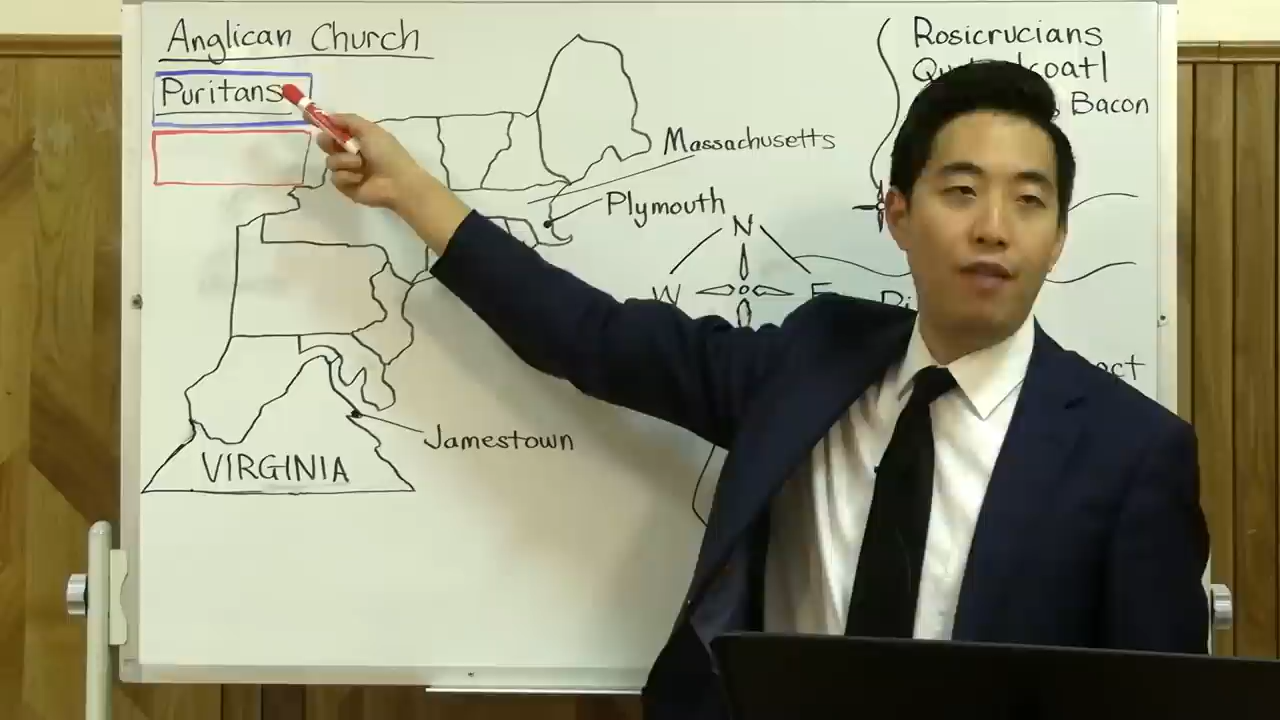 Anglican Church
Puritans
Rosicrucians
Bacon
Massachusetts
Plymouth
N
W
Jamestown
VIRGINIA